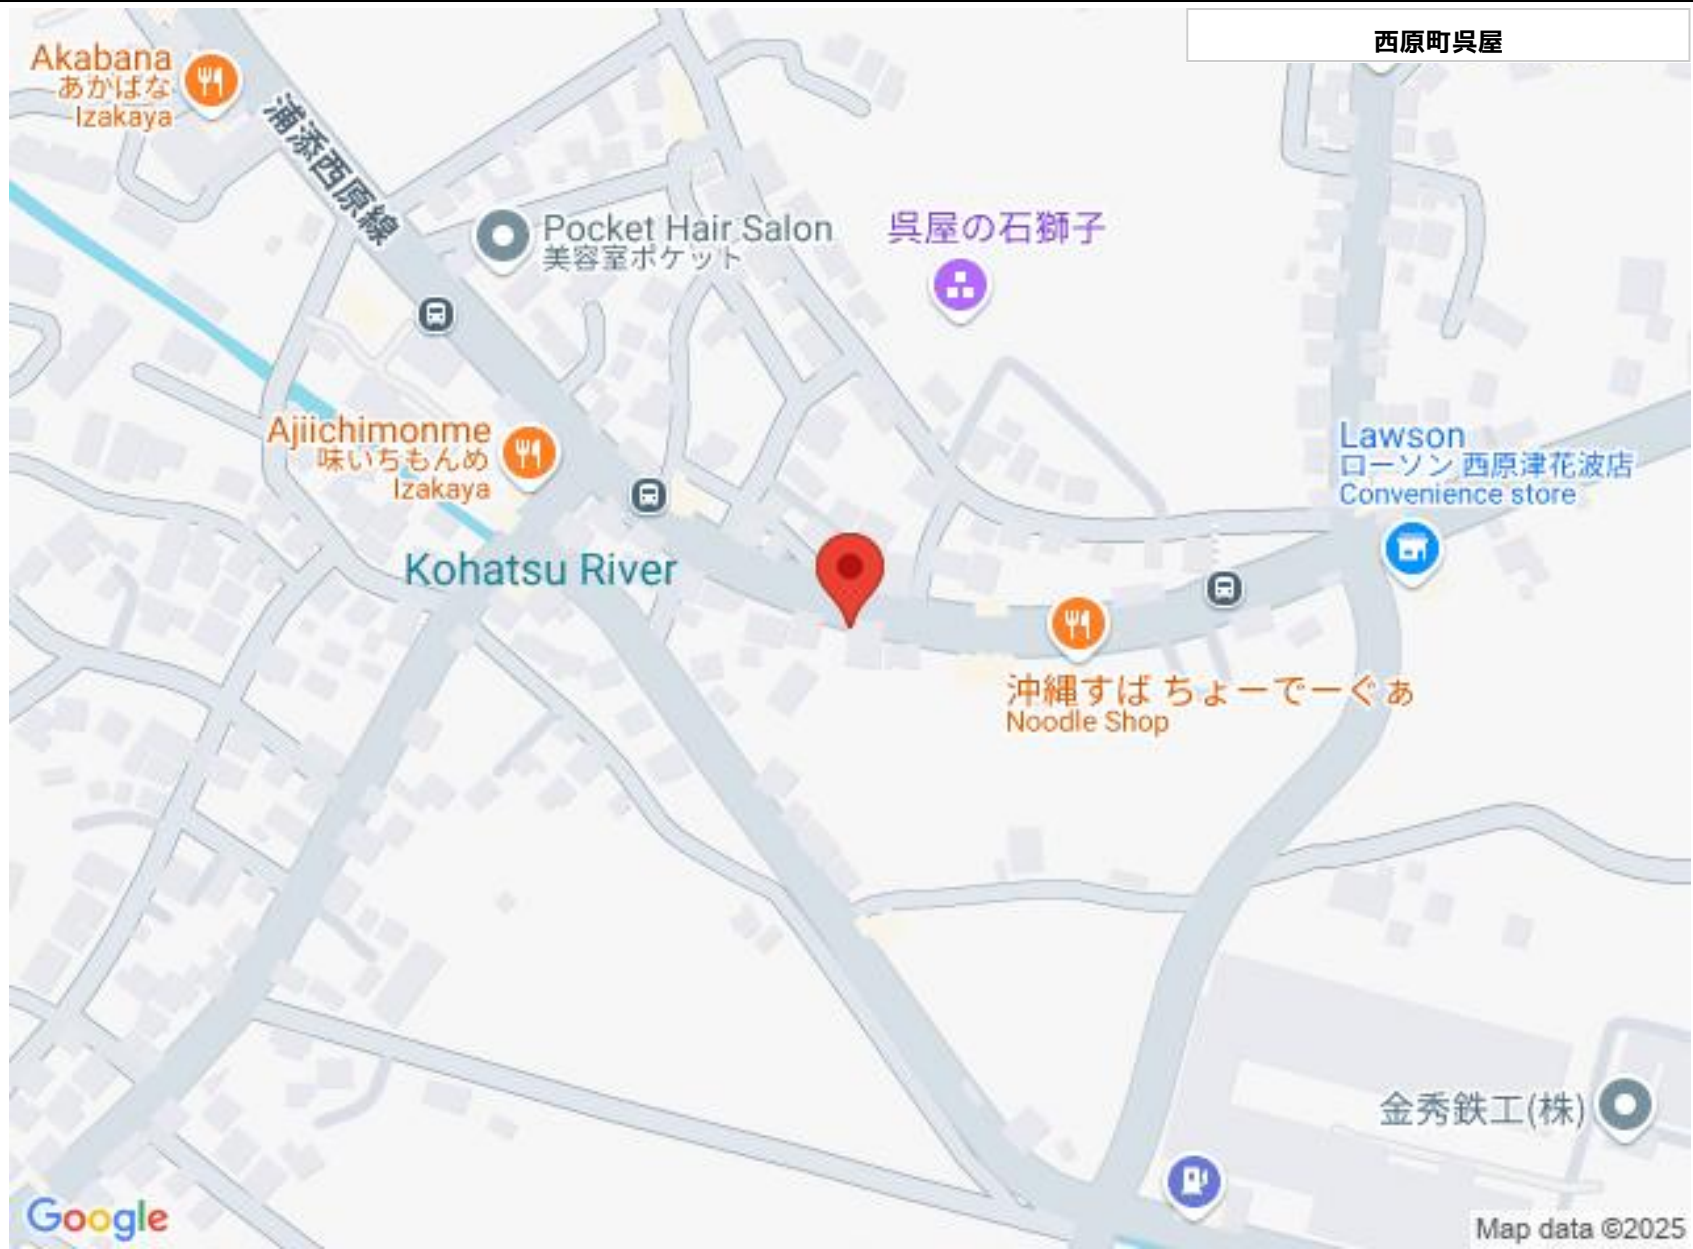 西原町呉屋
Akabana
あかばな
Izakaya
浦添西原線
Pocket Hair Salon
美容室ポケット
呉屋の石獅子
Ajiichimonme
味いちもんめ
Izakaya
Lawson
ローソン 西原津花波店
Convenience store
Kohatsu River
沖縄すば ちょーでーぐぁ
Noodle Shop
金秀鉄工(株)
Google
Map data ©2025